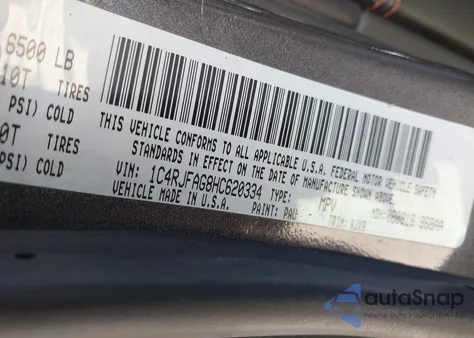 6500 LB
10T TIRES
PSI) COLD
0T TIRES
PSI) COLD
THIS VEHICLE CONFORMS TO ALL APPLICABLE U.S.A. FEDERAL MOTOR VEHICLE SAFETY
STANDARDS IN EFFECT ON THE DATE OF MANUFACTURE SHOWN ABOVE.
VIN: 1C4RJFAG8HC620334 TYPE: MPV
VEHICLE MADE IN U.S.A. PAINT: TRIM:
autoSnap